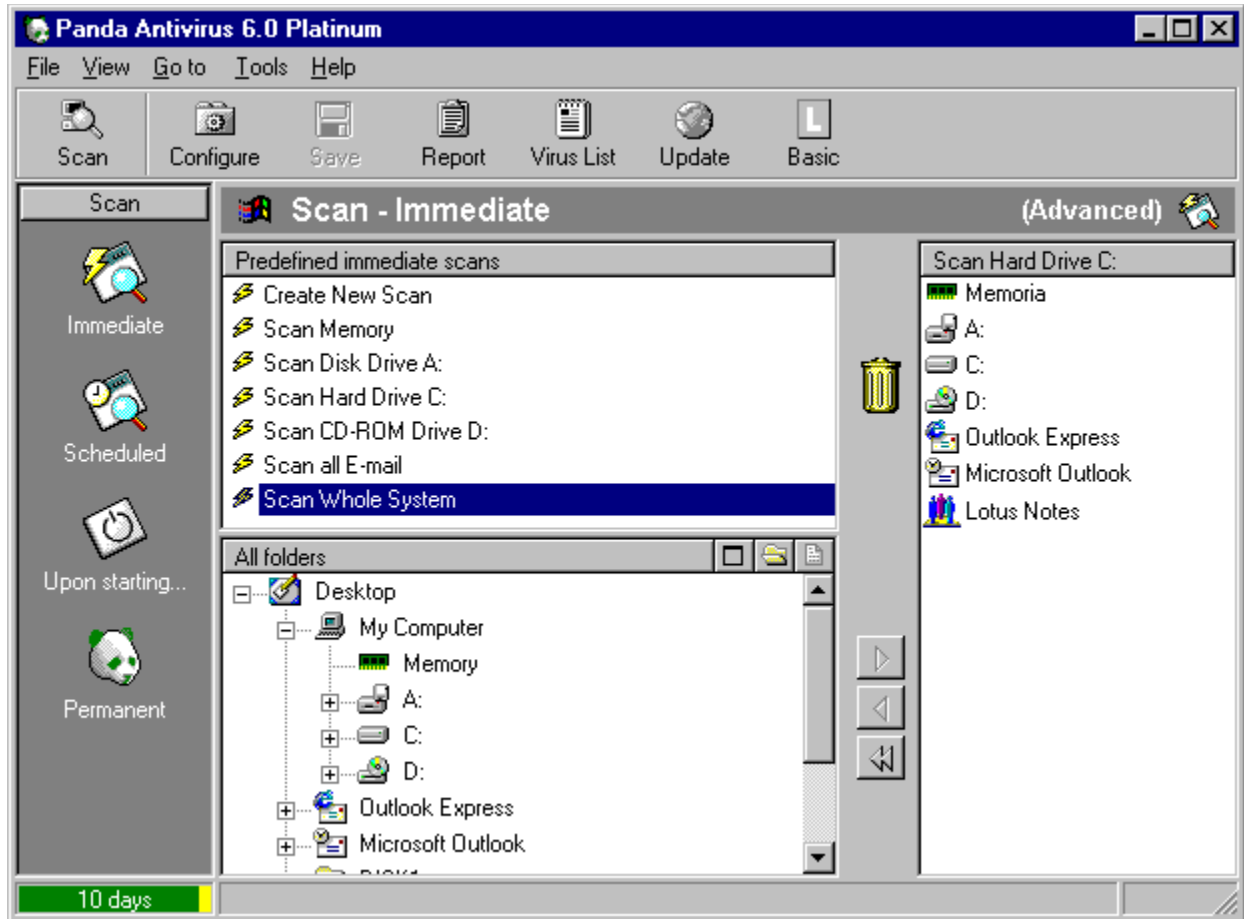 Panda Antivirus 6.0 Platinum
File View Go to Tools Help
Scan Configure Save Report Virus List Update Basic
L
Scan
Immediate
Scheduled
Upon starting...
Permanent
Scan - Immediate (Advanced)
Predefined immediate scans
Create New Scan
Scan Memory
Scan Disk Drive A:
Scan Hard Drive C:
Scan CD-ROM Drive D:
Scan all E-mail
Scan Whole System
All folders
Desktop
My Computer
Memory
A:
C:
D:
Outlook Express
Microsoft Outlook
Scan Hard Drive C:
Memoria
A:
C:
D:
Outlook Express
Microsoft Outlook
Lotus Notes
10 days